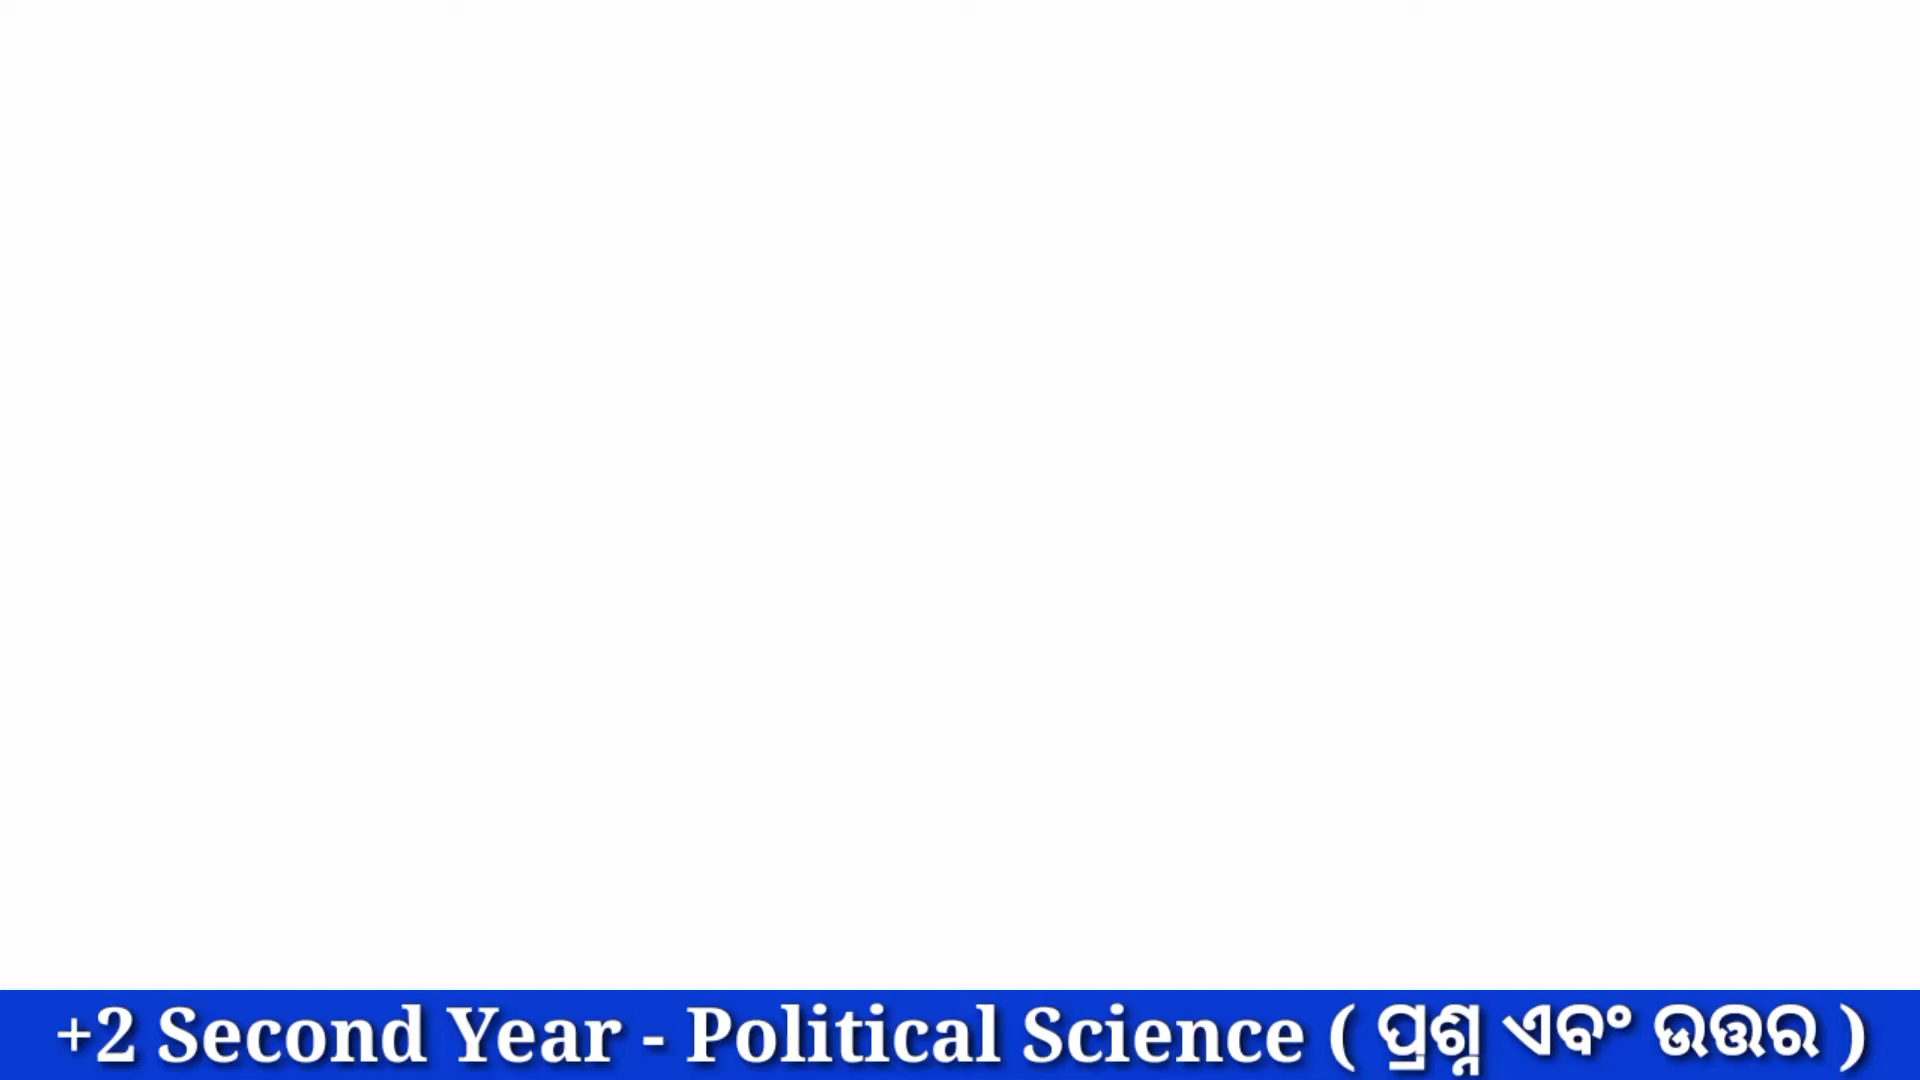 +2 Second Year - Political Science ( ପ୍ରଶ୍ନ ଏବଂ ଉତ୍ତର )